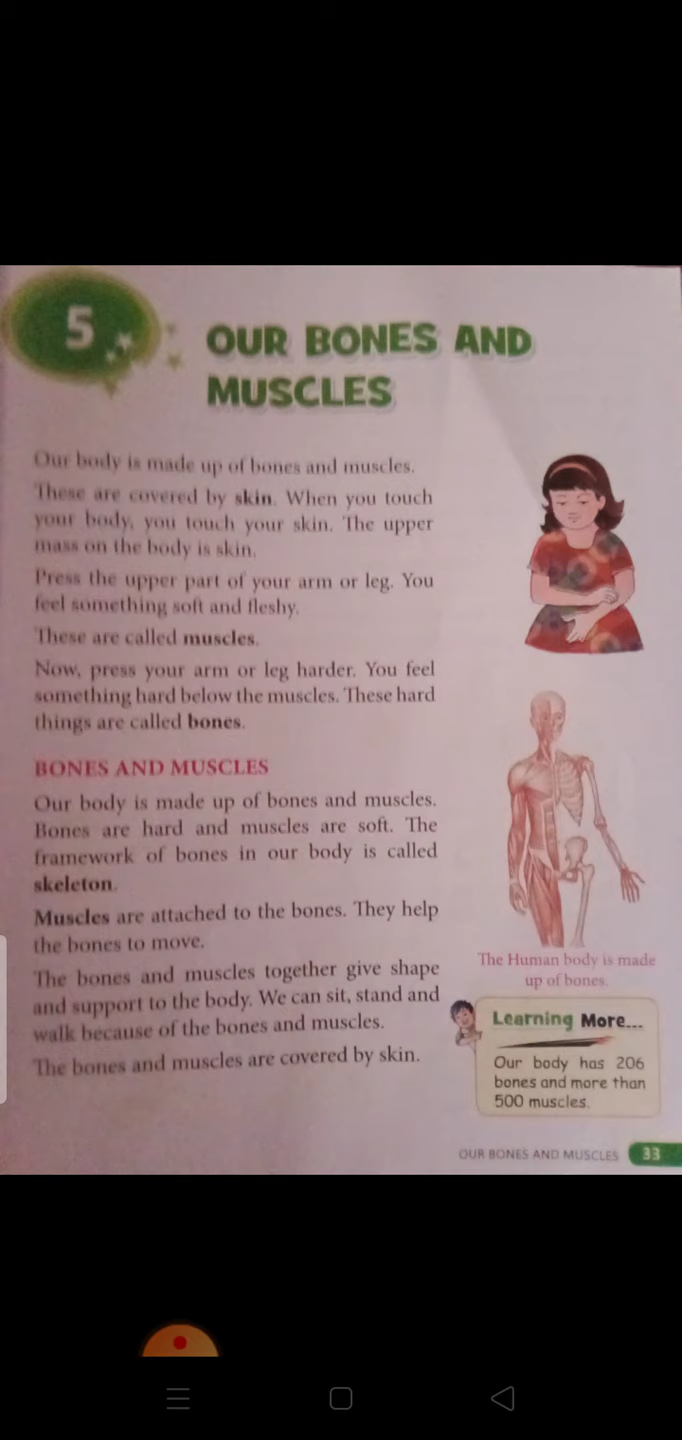 5
OUR BONES AND
MUSCLES
Our body is made up of bones and muscles.
These are covered by skin. When you touch
your body, you touch your skin. The upper
mass on the body is skin.
Press the upper part of your arm or leg. You
feel something soft and fleshy.
These are called muscles.
Now, press your arm or leg harder. You feel
something hard below the muscles. These hard
things are called bones.
BONES AND MUSCLES
Our body is made up of bones and muscles.
Bones are hard and muscles are soft. The
framework of bones in our body is called
skeleton.
Muscles are attached to the bones. They help
the bones to move.
The bones and muscles together give shape
and support to the body. We can sit, stand and
walk because of the bones and muscles.
The bones and muscles are covered by skin.
The Human body is made
up of bones.
Learning More...
Our body has 206
bones and more than
500 muscles.
OUR BONES AND MUSCLES 33